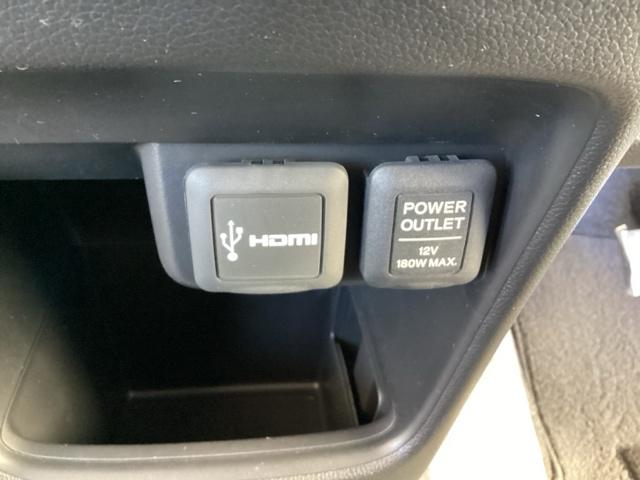 HDMI
POWER
OUTLET
12V
180W MAX.